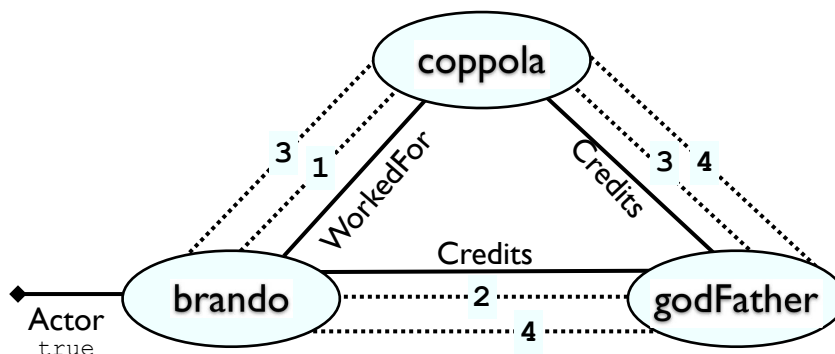 coppola
3
1
WorkedFor
Credits
3
4
Credits
brando
2
godFather
4
Actor
true